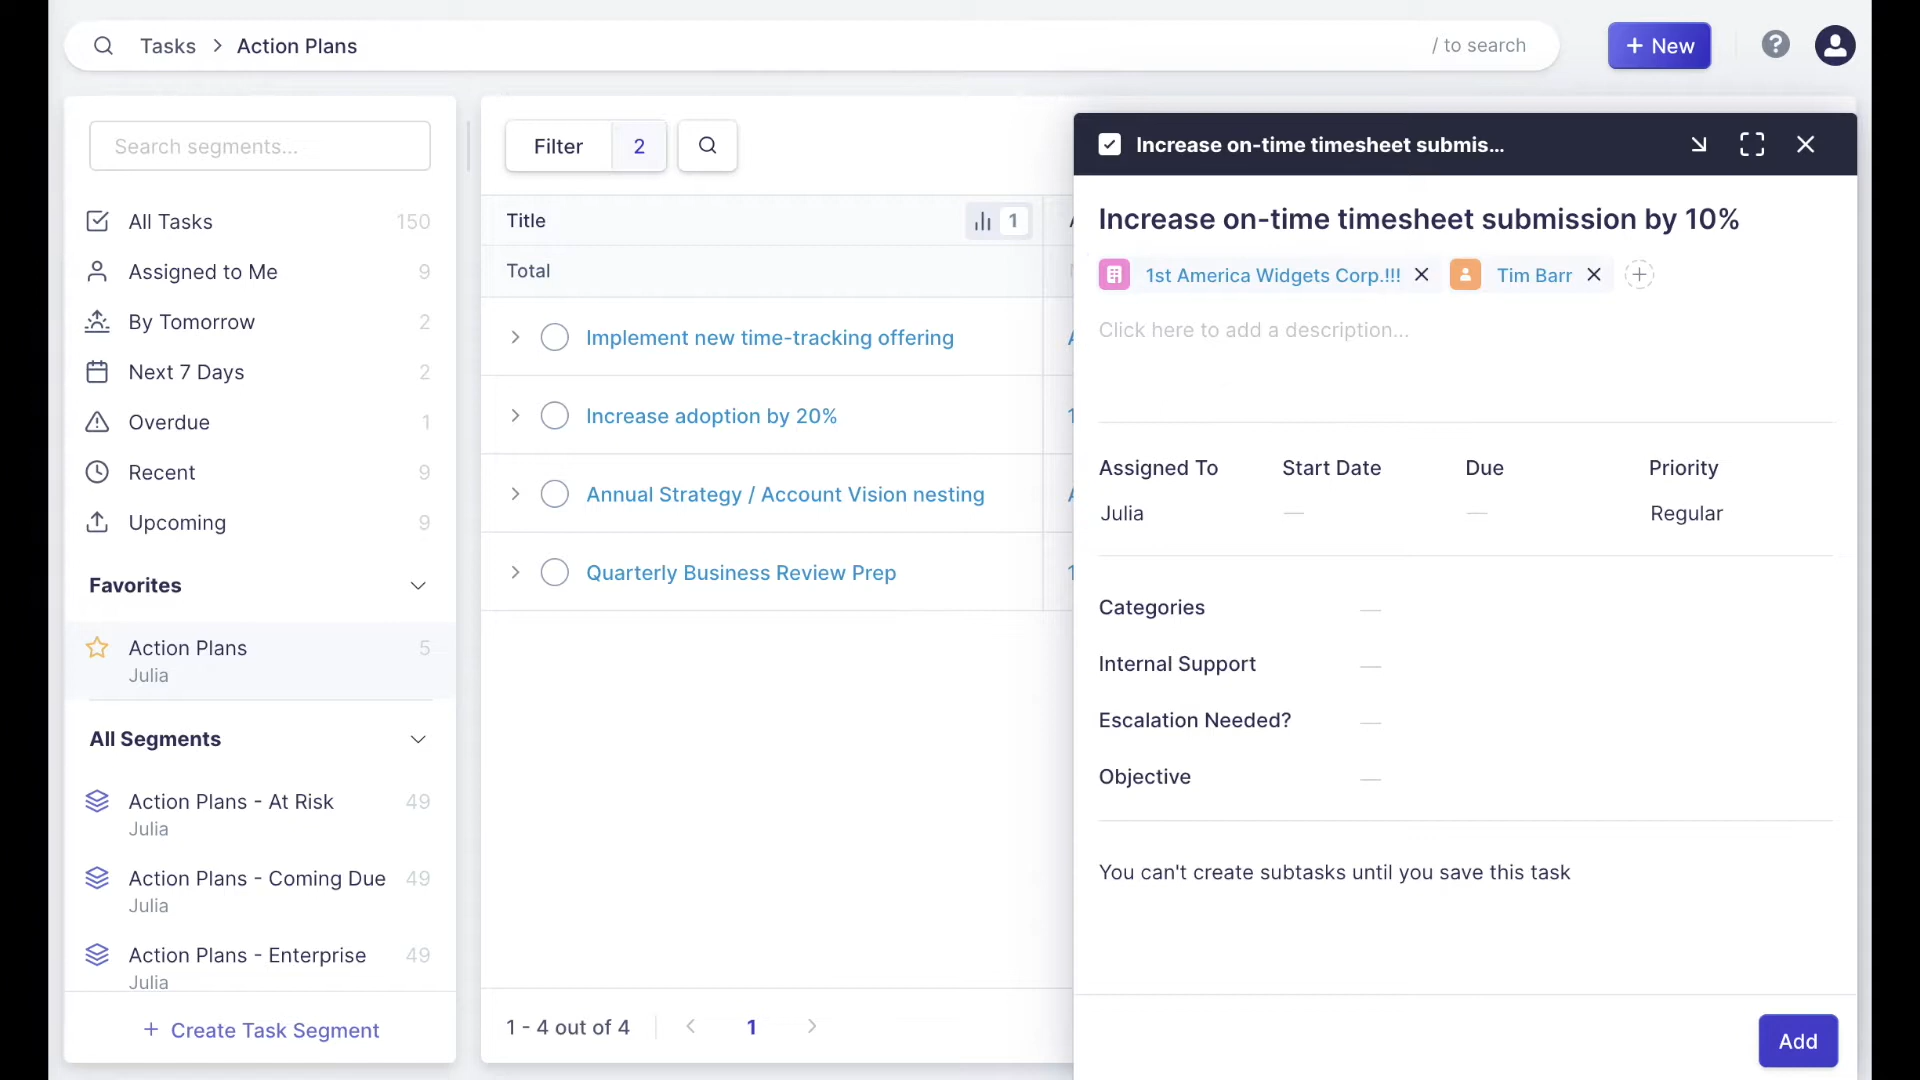 Tasks > Action Plans
/ to search
+ New
Search segments...
All Tasks 150
Assigned to Me 9
By Tomorrow 2
Next 7 Days 2
Overdue 1
Recent 9
Upcoming 9
Favorites
Action Plans 5
Julia
All Segments
Action Plans - At Risk 49
Julia
Action Plans - Coming Due 49
Julia
Action Plans - Enterprise 49
Julia
+ Create Task Segment
Filter 2
Title 1
Total
Implement new time-tracking offering
Increase adoption by 20%
Annual Strategy / Account Vision nesting
Quarterly Business Review Prep
1 - 4 out of 4
1
Increase on-time timesheet submis...
Increase on-time timesheet submission by 10%
1st America Widgets Corp.!!! Tim Barr
Click here to add a description...
Assigned To Start Date Due Priority
Julia — — Regular
Categories —
Internal Support —
Escalation Needed? —
Objective —
You can't create subtasks until you save this task
Add